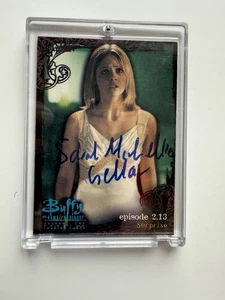 Sarah Michelle
Gellar
episode 2.13
Surprise
Buffy